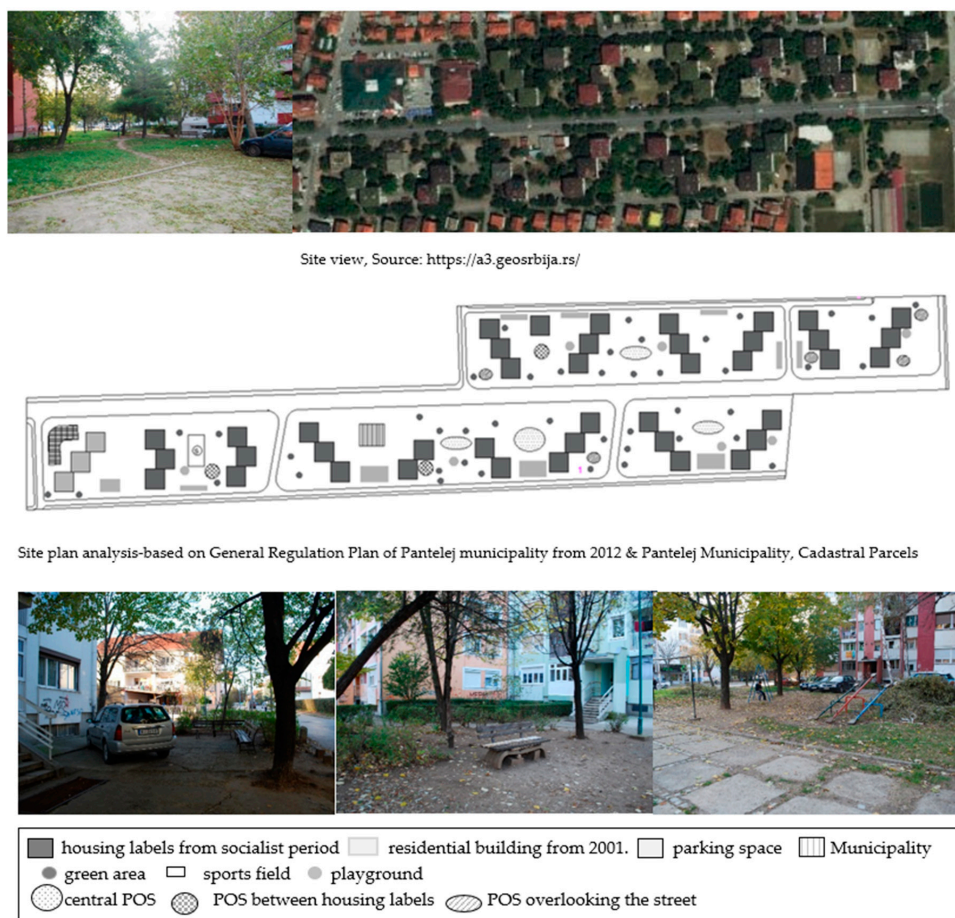 Site view, Source: https://a3.geosrbija.rs/
1
Site plan analysis-based on General Regulation Plan of Pantelej municipality from 2012 & Pantelej Municipality, Cadastral Parcels
housing labels from socialist period residential building from 2001. parking space Municipality
green area sports field playground
central POS POS between housing labels POS overlooking the street